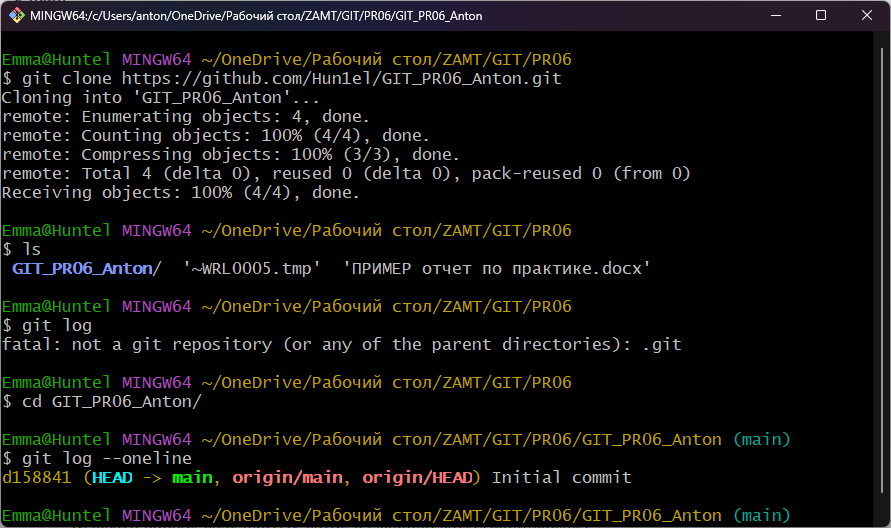 MINGW64:/c/Users/anton/OneDrive/Рабочий стол/ZAMT/GIT/PR06/GIT_PR06_Anton
Emma@Huntel MINGW64 ~/OneDrive/Рабочий стол/ZAMT/GIT/PR06
$ git clone https://github.com/Hun1el/GIT_PR06_Anton.git
Cloning into 'GIT_PR06_Anton'...
remote: Enumerating objects: 4, done.
remote: Counting objects: 100% (4/4), done.
remote: Compressing objects: 100% (3/3), done.
remote: Total 4 (delta 0), reused 0 (delta 0), pack-reused 0 (from 0)
Receiving objects: 100% (4/4), done.
Emma@Huntel MINGW64 ~/OneDrive/Рабочий стол/ZAMT/GIT/PR06
$ ls
GIT_PR06_Anton/  '~WRL0005.tmp'  'ПРИМЕР отчет по практике.docx'
Emma@Huntel MINGW64 ~/OneDrive/Рабочий стол/ZAMT/GIT/PR06
$ git log
fatal: not a git repository (or any of the parent directories): .git
Emma@Huntel MINGW64 ~/OneDrive/Рабочий стол/ZAMT/GIT/PR06
$ cd GIT_PR06_Anton/
Emma@Huntel MINGW64 ~/OneDrive/Рабочий стол/ZAMT/GIT/PR06/GIT_PR06_Anton (main)
$ git log --oneline
d158841 (HEAD -> main, origin/main, origin/HEAD) Initial commit
Emma@Huntel MINGW64 ~/OneDrive/Рабочий стол/ZAMT/GIT/PR06/GIT_PR06_Anton (main)